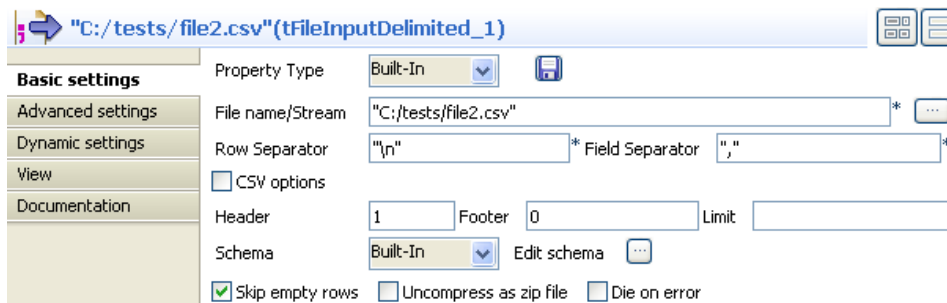 "C:/tests/file2.csv"(tFileInputDelimited_1)
Basic settings
Advanced settings
Dynamic settings
View
Documentation
Property Type Built-In
File name/Stream "C:/tests/file2.csv" * ...
Row Separator "\n" * Field Separator "," *
CSV options
Header 1 Footer 0 Limit
Schema Built-In Edit schema ...
Skip empty rows Uncompress as zip file Die on error